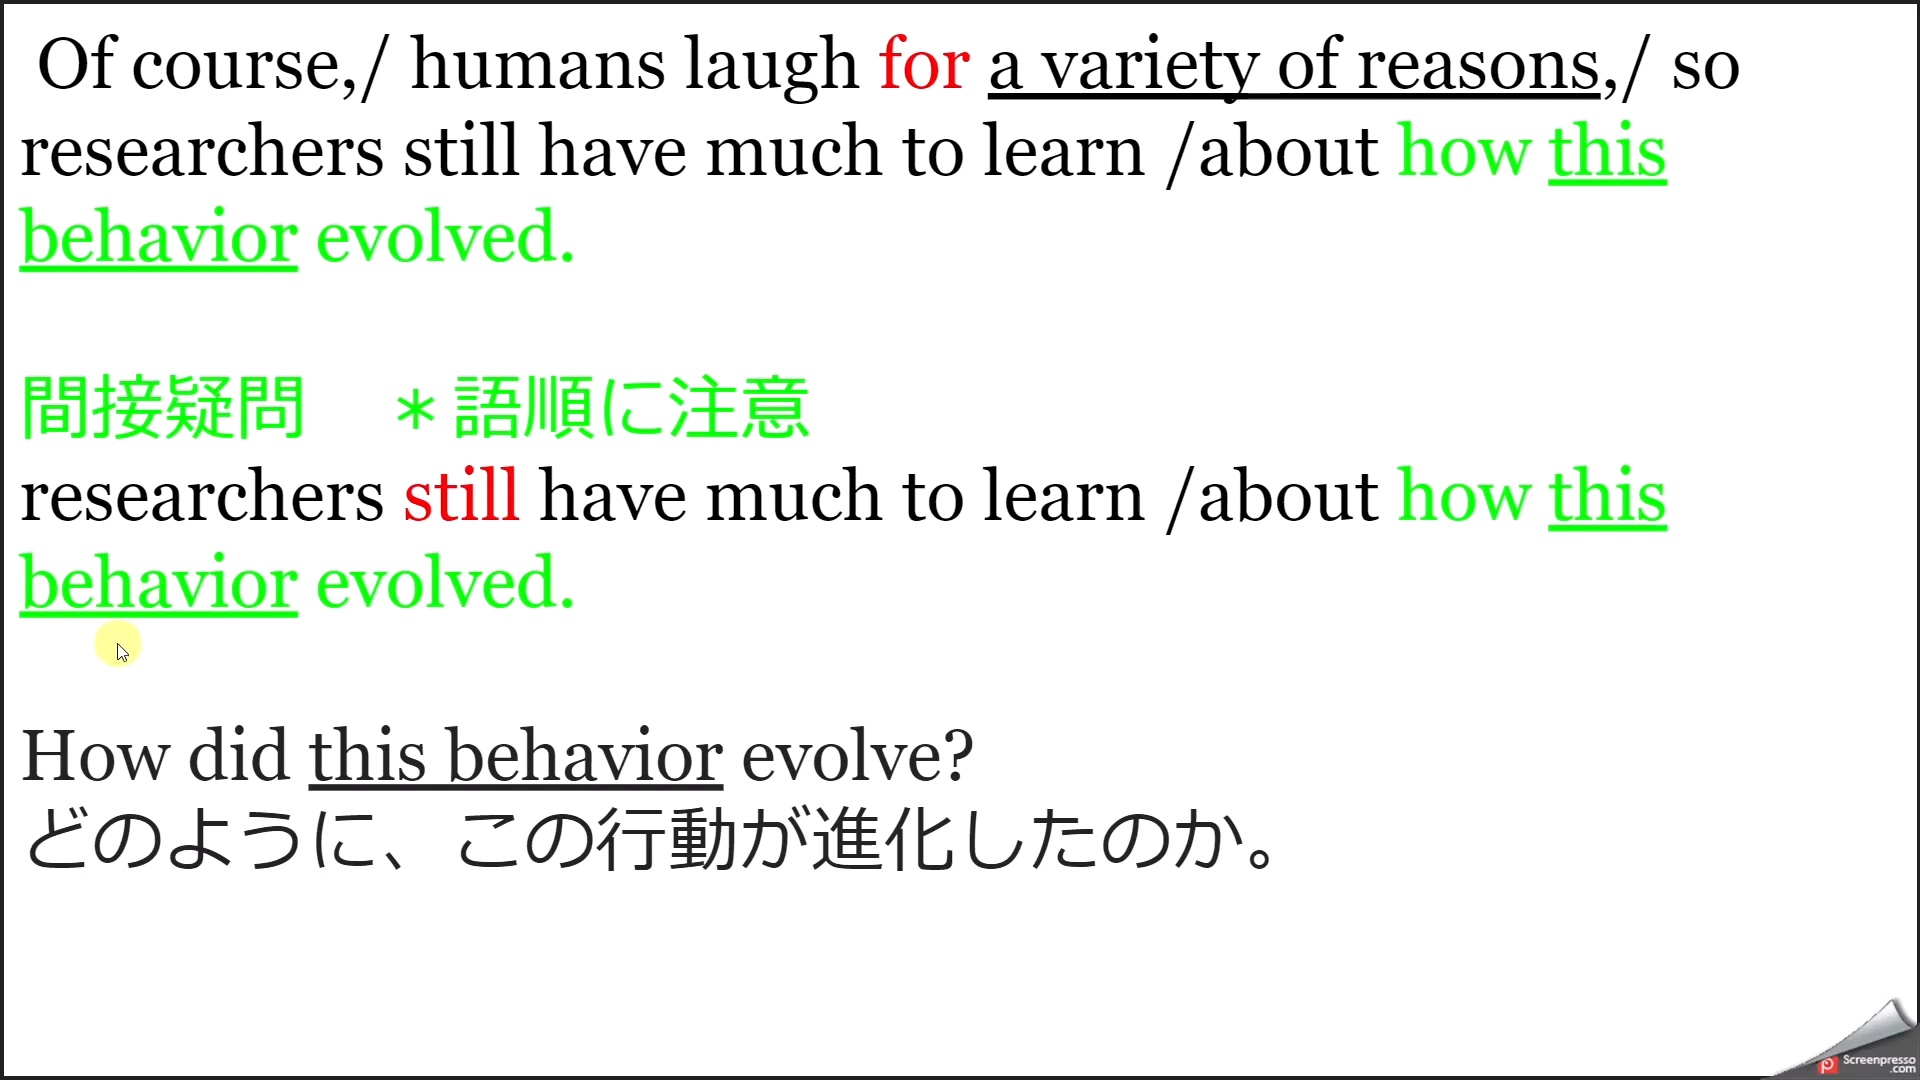 Of course,/ humans laugh for a variety of reasons,/ so
researchers still have much to learn /about how this
behavior evolved.
間接疑問　＊語順に注意
researchers still have much to learn /about how this
behavior evolved.
How did this behavior evolve?
どのように、この行動が進化したのか。
Screenpresso
.com